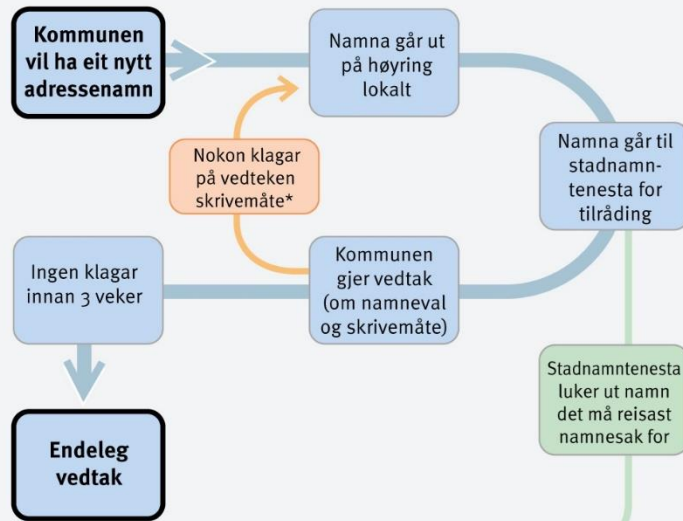 Kommunen
vil ha eit nytt
adressenamn
Namna går ut
på høyring
lokalt
Namna går til
stadnamn-
tenesta for
tilråding
Nokon klagar
på vedteken
skrivemåte*
Kommunen
gjer vedtak
(om namneval
og skrivemåte)
Ingen klagar
innan 3 veker
Stadnamntenesta
luker ut namn
det må reisast
namnesak for
Endeleg
vedtak